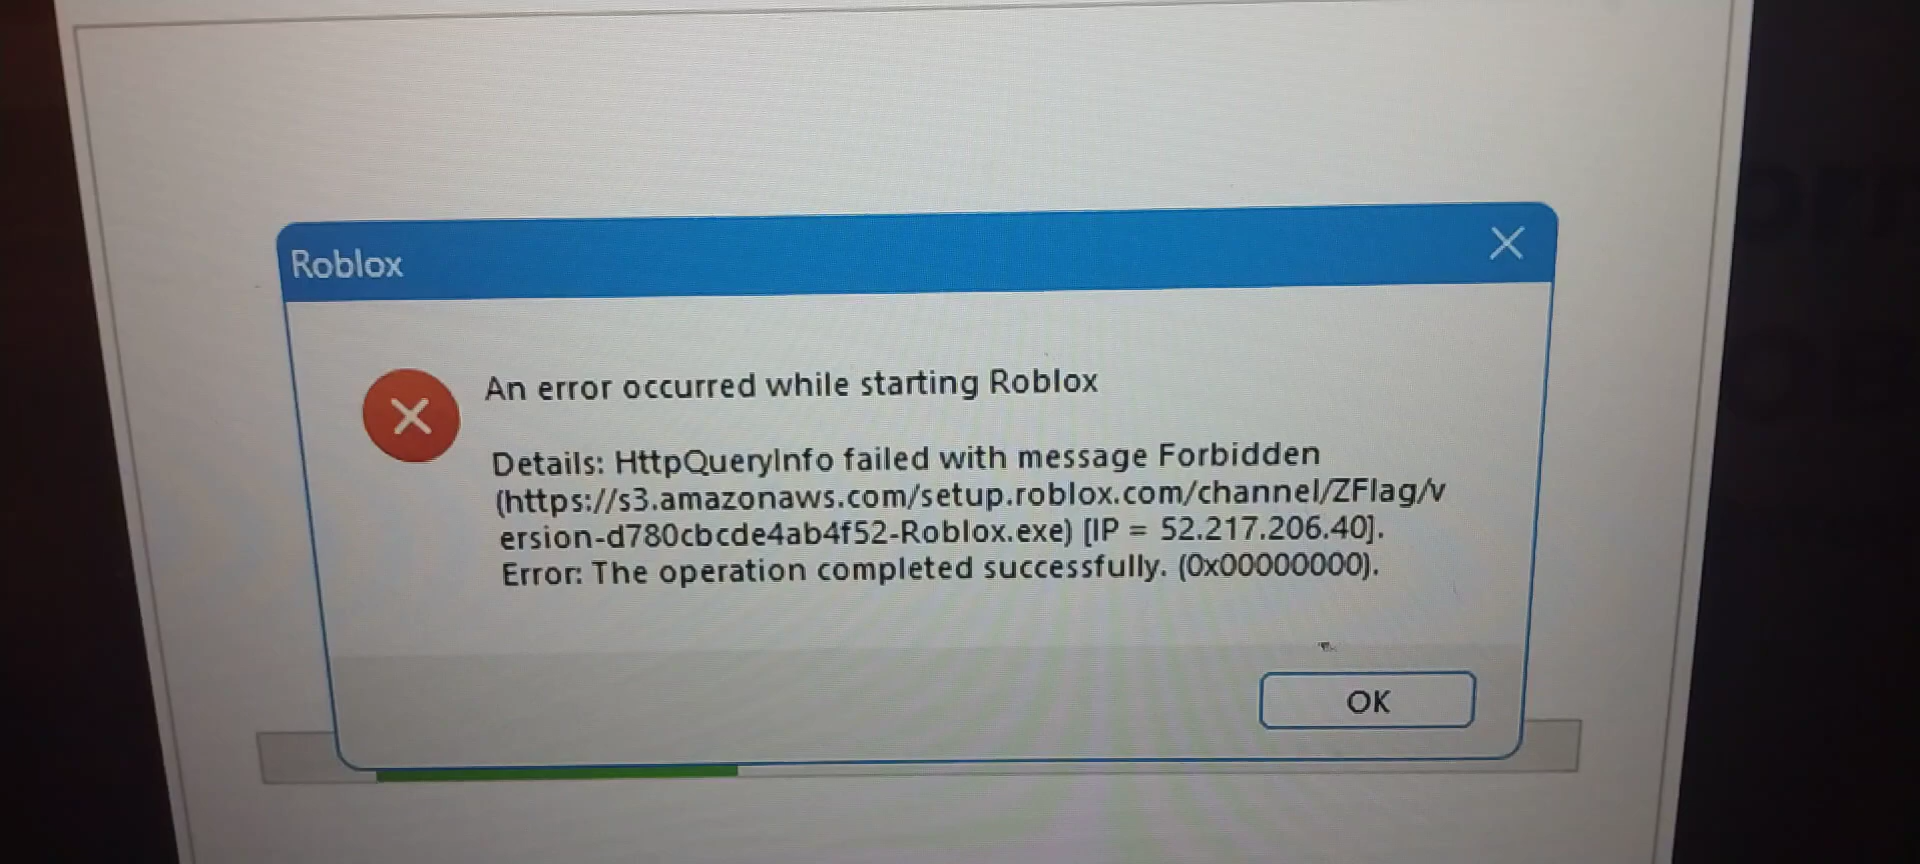 Roblox
An error occurred while starting Roblox
Details: HttpQueryInfo failed with message Forbidden
(https://s3.amazonaws.com/setup.roblox.com/channel/ZFlag/v
ersion-d780cbcde4ab4f52-Roblox.exe) [IP = 52.217.206.40].
Error: The operation completed successfully. (0x00000000).
OK